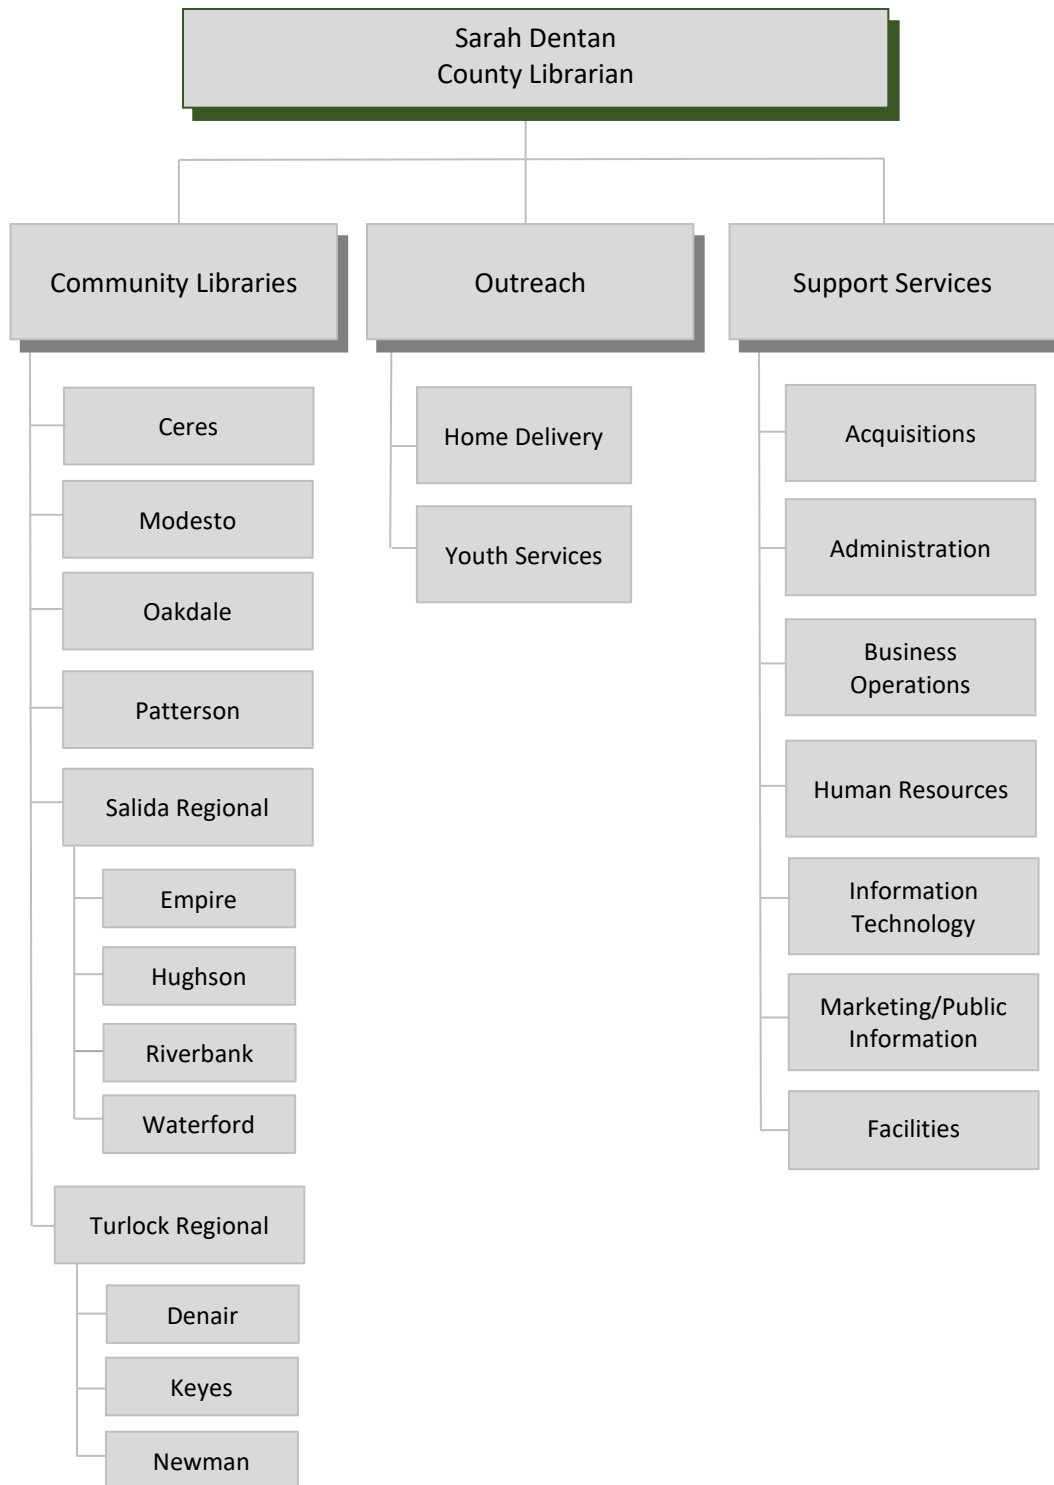 Sarah Dentan
County Librarian
Community Libraries
Ceres
Modesto
Oakdale
Patterson
Salida Regional
Empire
Hughson
Riverbank
Waterford
Turlock Regional
Denair
Keyes
Newman
Outreach
Home Delivery
Youth Services
Support Services
Acquisitions
Administration
Business
Operations
Human Resources
Information
Technology
Marketing/Public
Information
Facilities